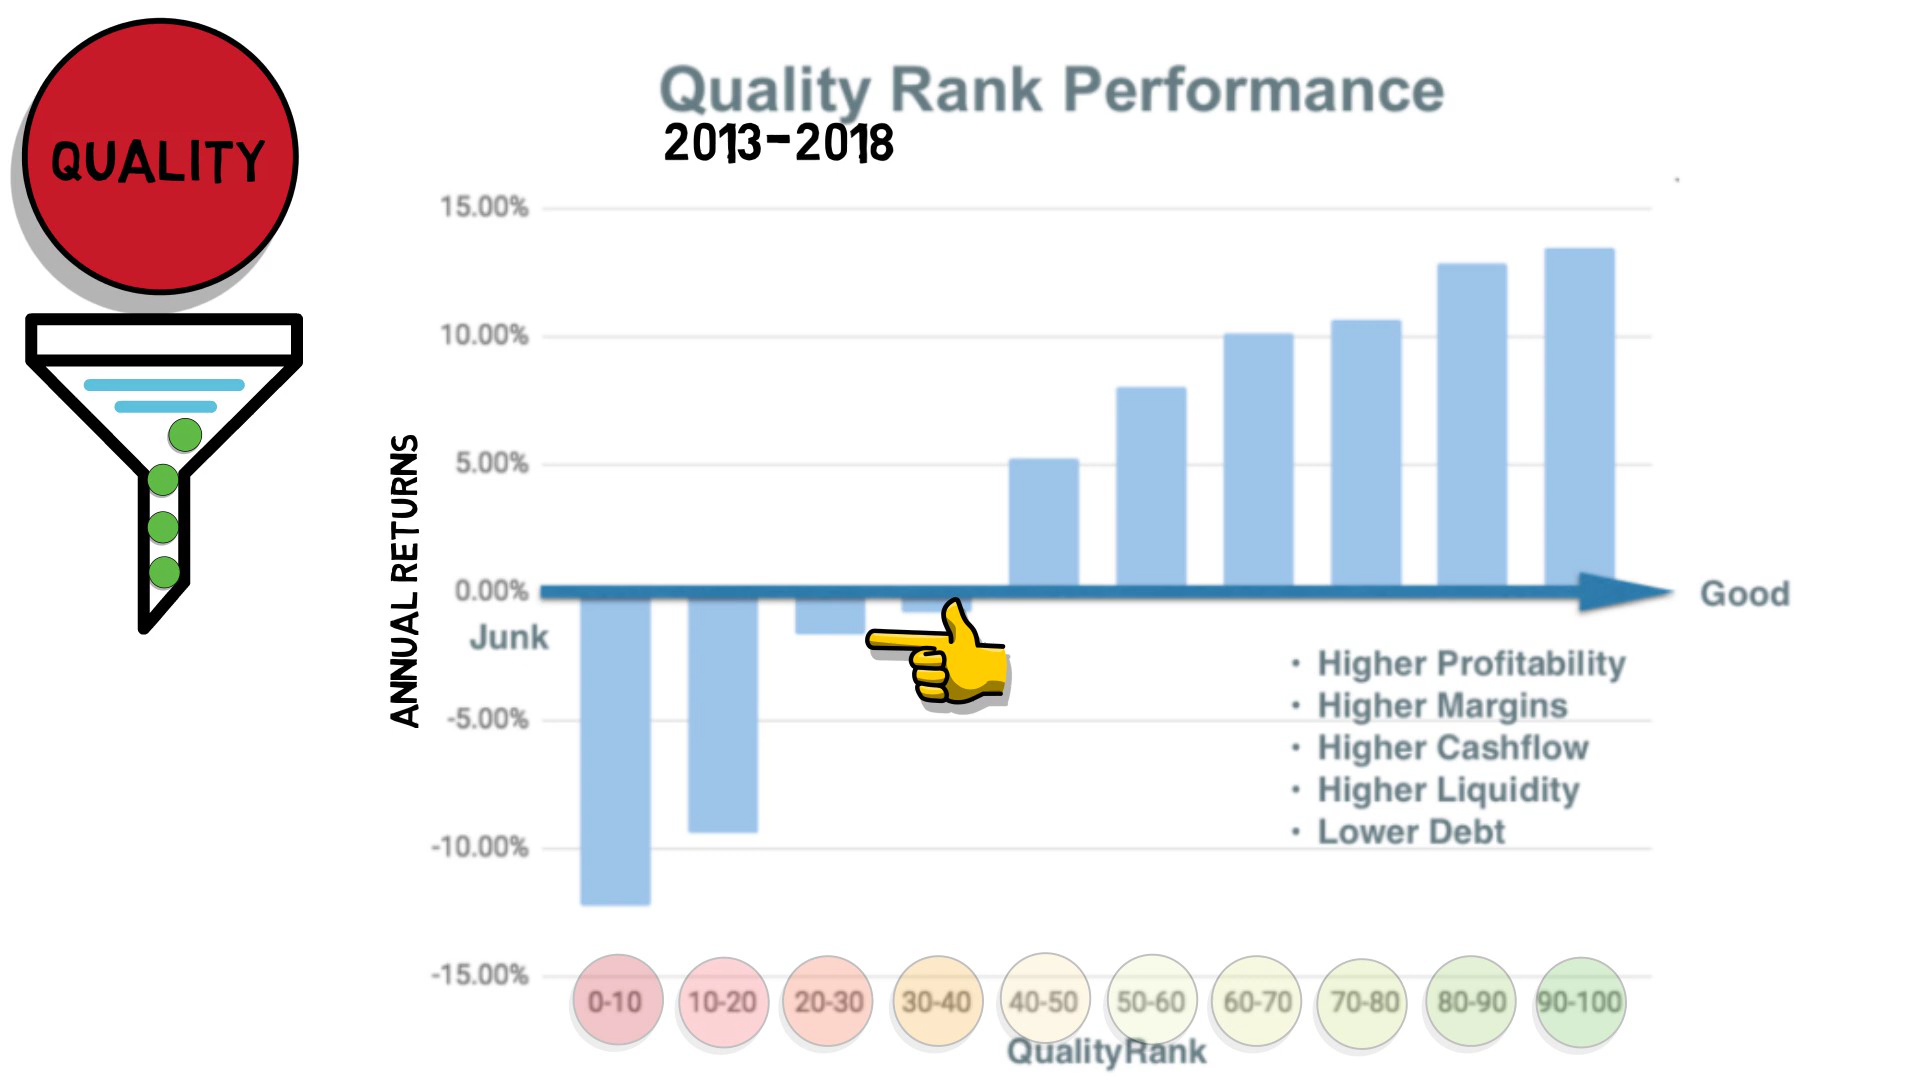 QUALITY
Quality Rank Performance
2013-2018
15.00%
10.00%
5.00%
0.00%
-5.00%
-10.00%
-15.00%
ANNUAL RETURNS
Junk
Good
• Higher Profitability
• Higher Margins
• Higher Cashflow
• Higher Liquidity
• Lower Debt
0-10 10-20 20-30 30-40 40-50 50-60 60-70 70-80 80-90 90-100
QualityRank